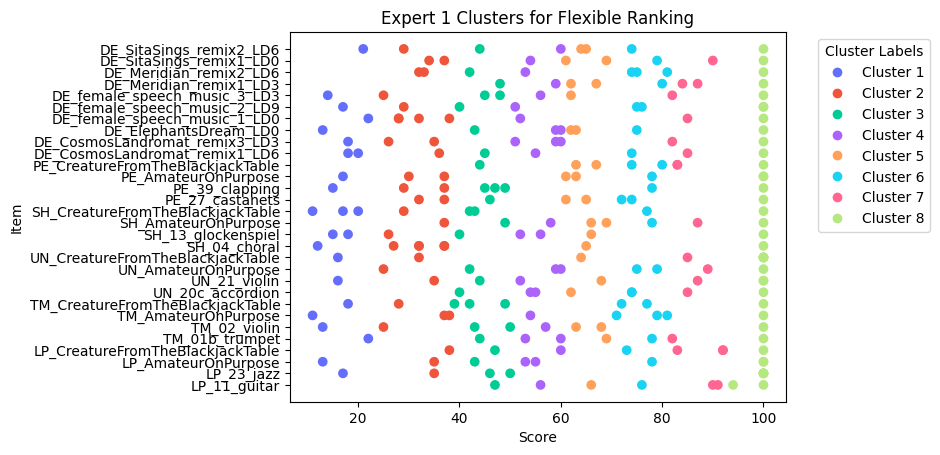 Expert 1 Clusters for Flexible Ranking
DE_SitaSings_remix2_LD6
DE_SitaSings_remix1_LD0
DE_Meridian_remix2_LD6
DE_Meridian_remix1_LD3
DE_female_speech_music_3_LD3
DE_female_speech_music_2_LD9
DE_female_speech_music_1_LD0
DE_ElephantsDream_LD0
DE_CosmosLandromat_remix3_LD3
DE_CosmosLandromat_remix1_LD6
PE_CreatureFromTheBlackjackTable
PE_AmateurOnPurpose
PE_39_clapping
PE_27_castanets
SH_CreatureFromTheBlackjackTable
SH_AmateurOnPurpose
SH_13_glockenspiel
SH_04_choral
UN_CreatureFromTheBlackjackTable
UN_AmateurOnPurpose
UN_21_violin
UN_20c_accordion
TM_CreatureFromTheBlackjackTable
TM_AmateurOnPurpose
TM_02_violin
TM_01b_trumpet
LP_CreatureFromTheBlackjackTable
LP_AmateurOnPurpose
LP_23_jazz
LP_11_guitar
Item
20 40 60 80 100
Score
Cluster Labels
Cluster 1
Cluster 2
Cluster 3
Cluster 4
Cluster 5
Cluster 6
Cluster 7
Cluster 8